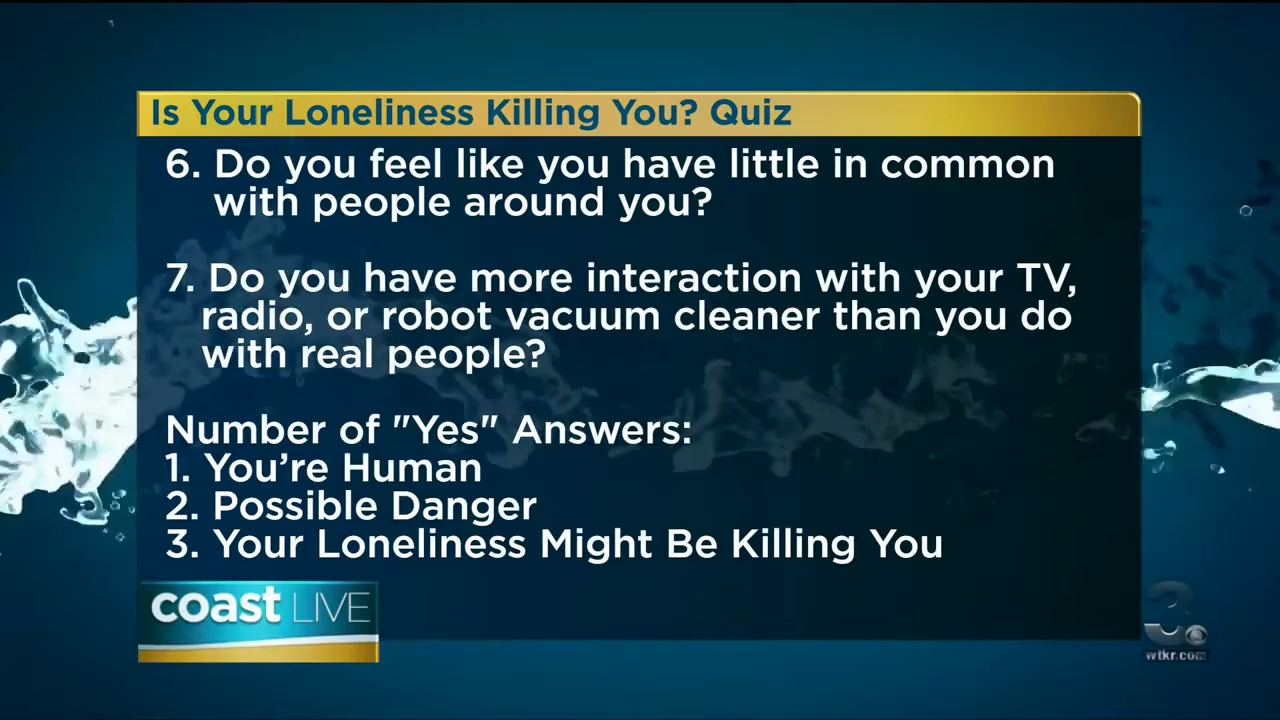 Is Your Loneliness Killing You? Quiz
6. Do you feel like you have little in common
with people around you?
7. Do you have more interaction with your TV,
radio, or robot vacuum cleaner than you do
with real people?
Number of "Yes" Answers:
1. You’re Human
2. Possible Danger
3. Your Loneliness Might Be Killing You
coast LIVE
3
wtkr.com